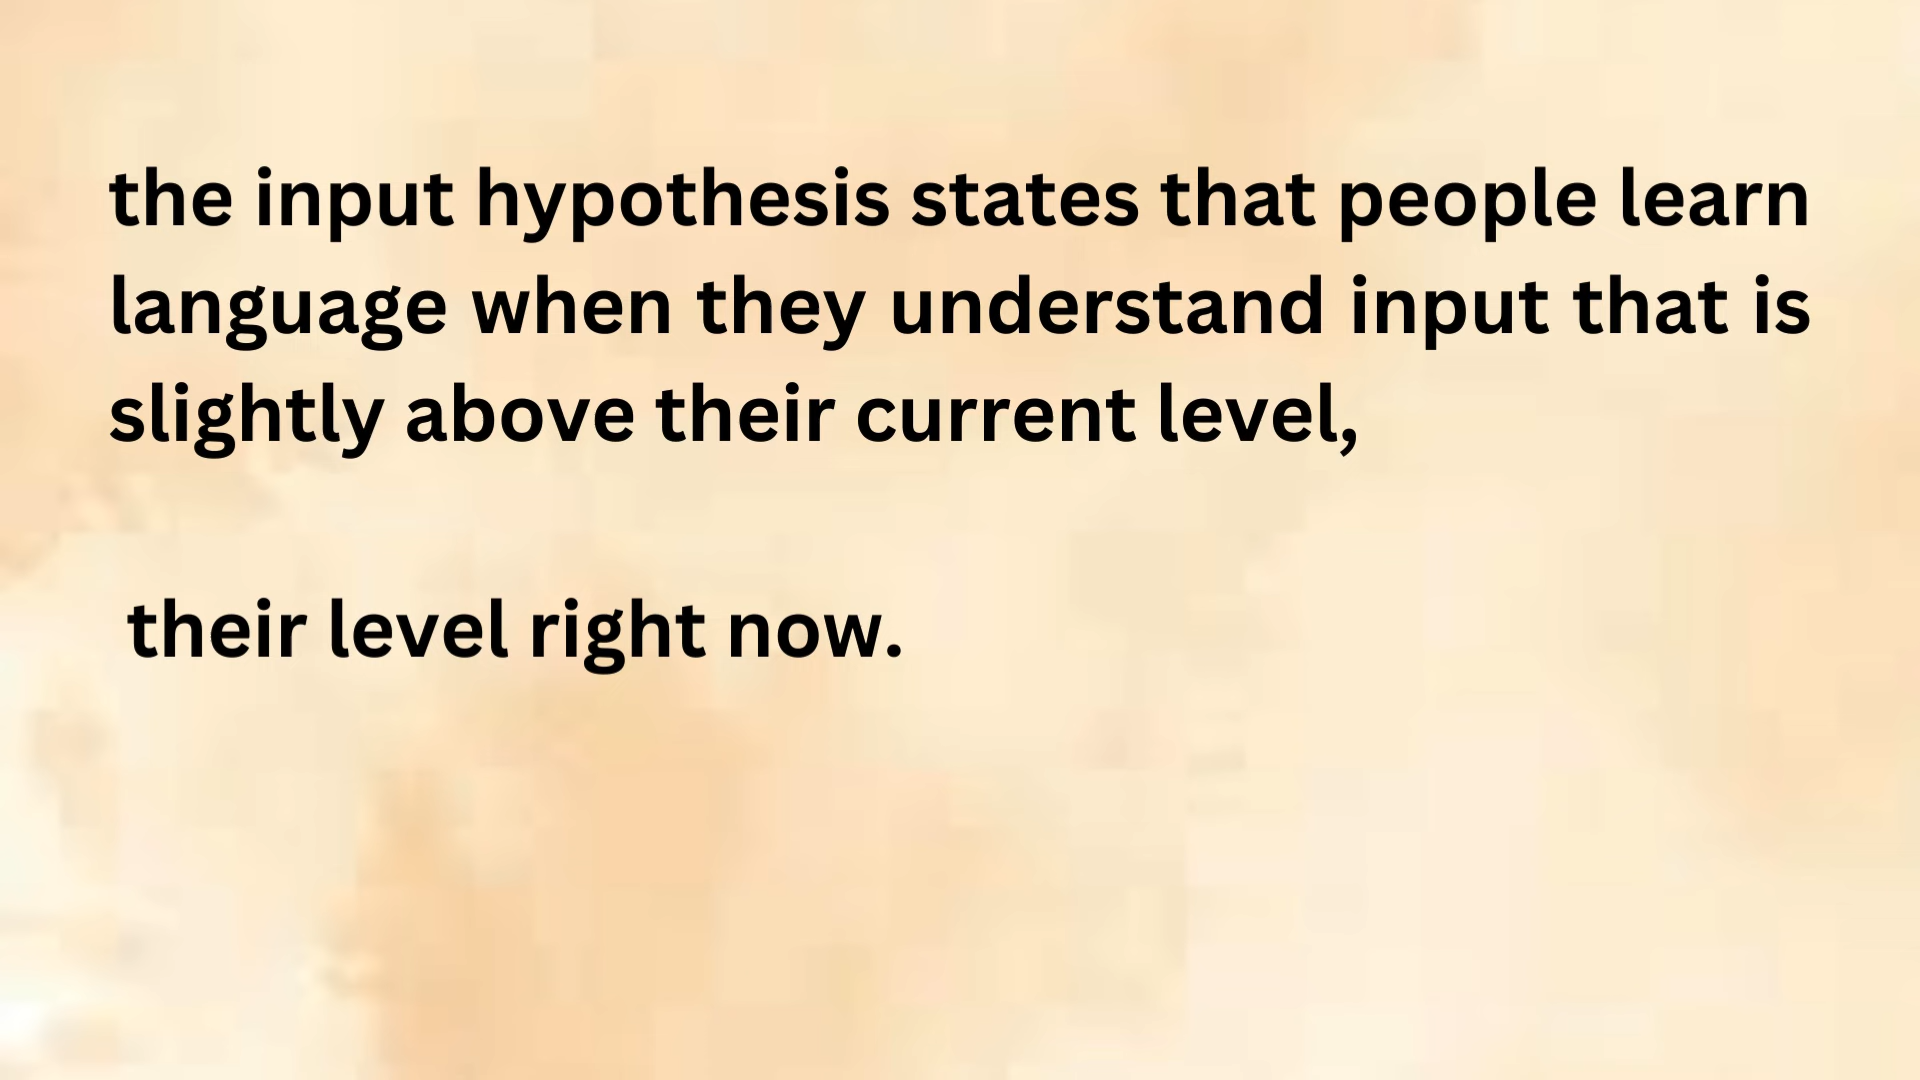 the input hypothesis states that people learn
language when they understand input that is
slightly above their current level,
their level right now.